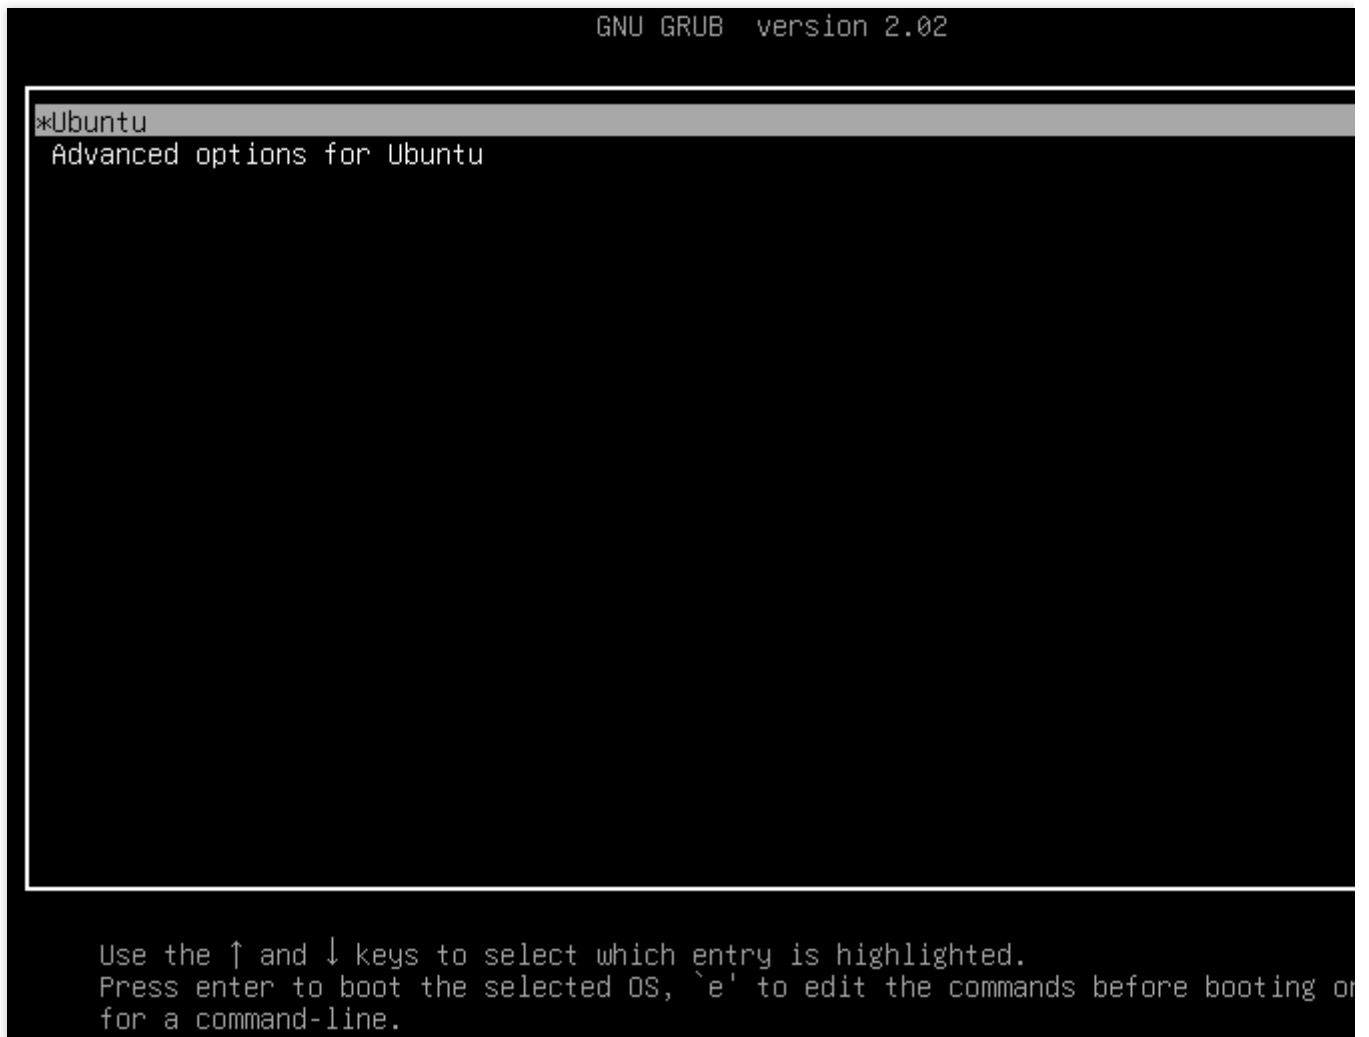 GNU GRUB  version 2.02
*Ubuntu
Advanced options for Ubuntu
Use the ↑ and ↓ keys to select which entry is highlighted.
Press enter to boot the selected OS, `e' to edit the commands before booting or
for a command-line.